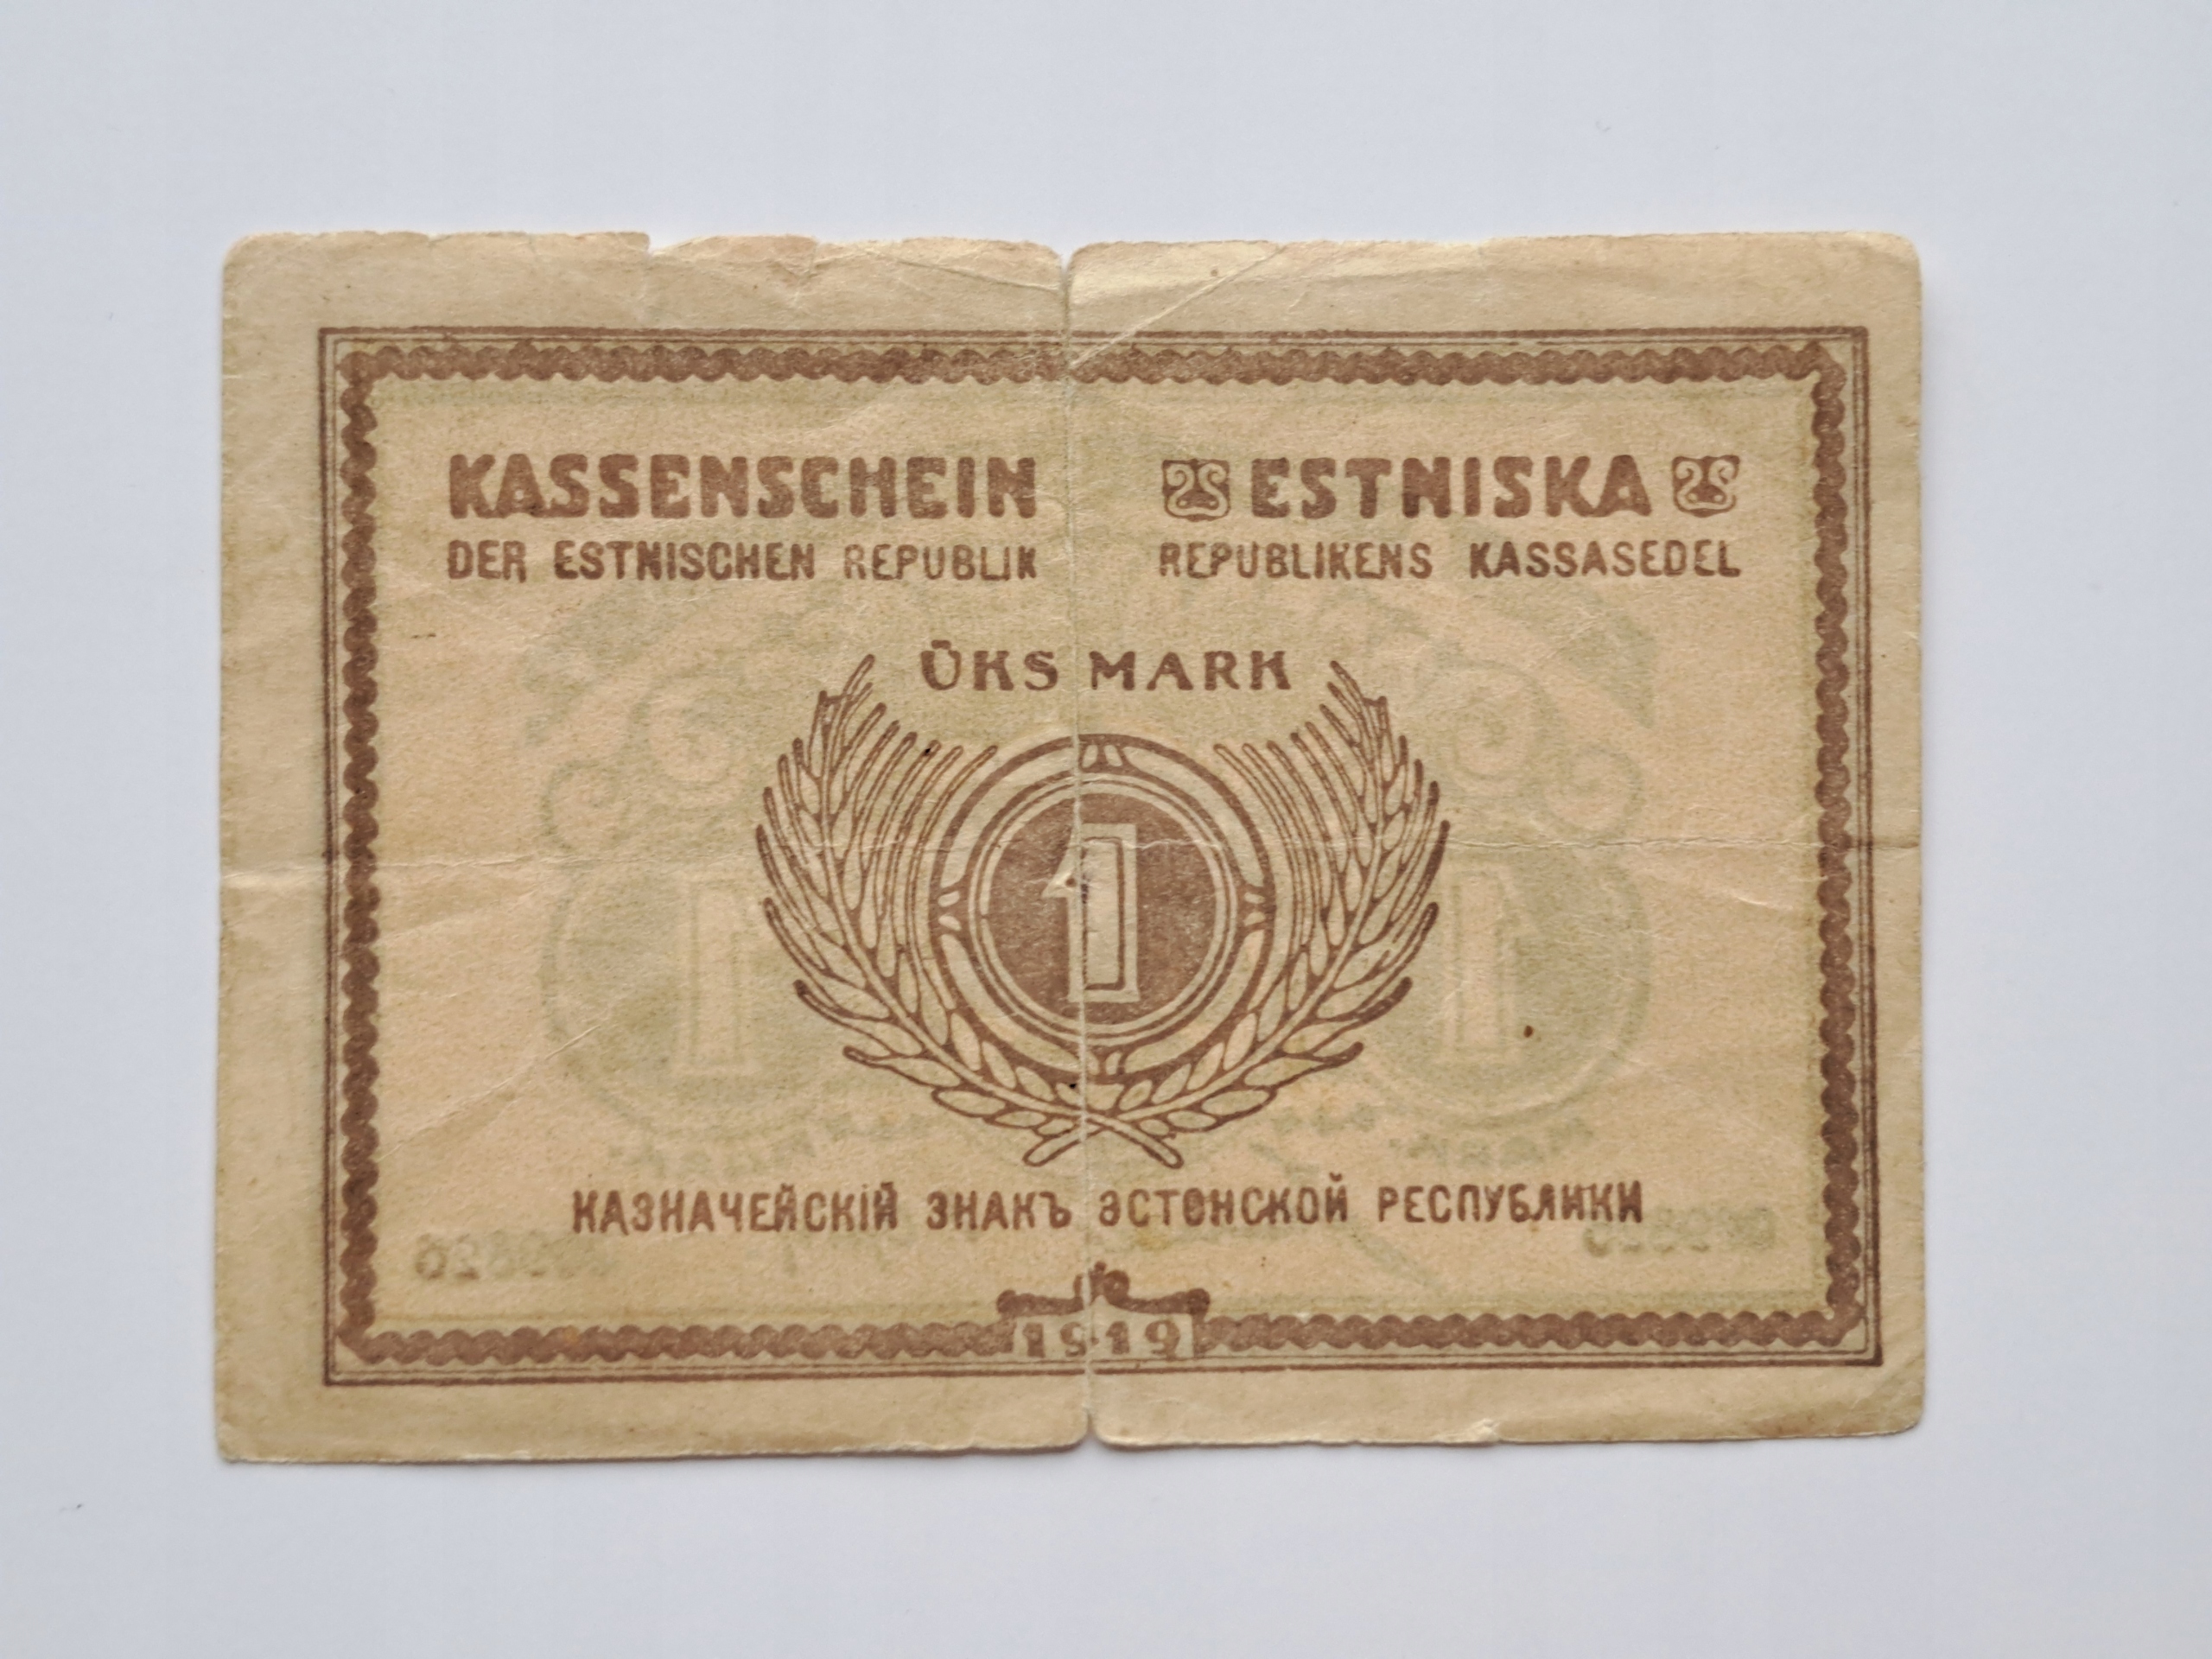 KASSENSCHEIN
DER ESTNISCHEN REPUBLIK
ESTNISKA
REPUBLIKENS KASSASEDEL
ÜKS MARK
1
КАЗНАЧЕЙСКІЙ ЗНАКЪ ЭСТОНСКОЙ РЕСПУБЛИКИ
1919